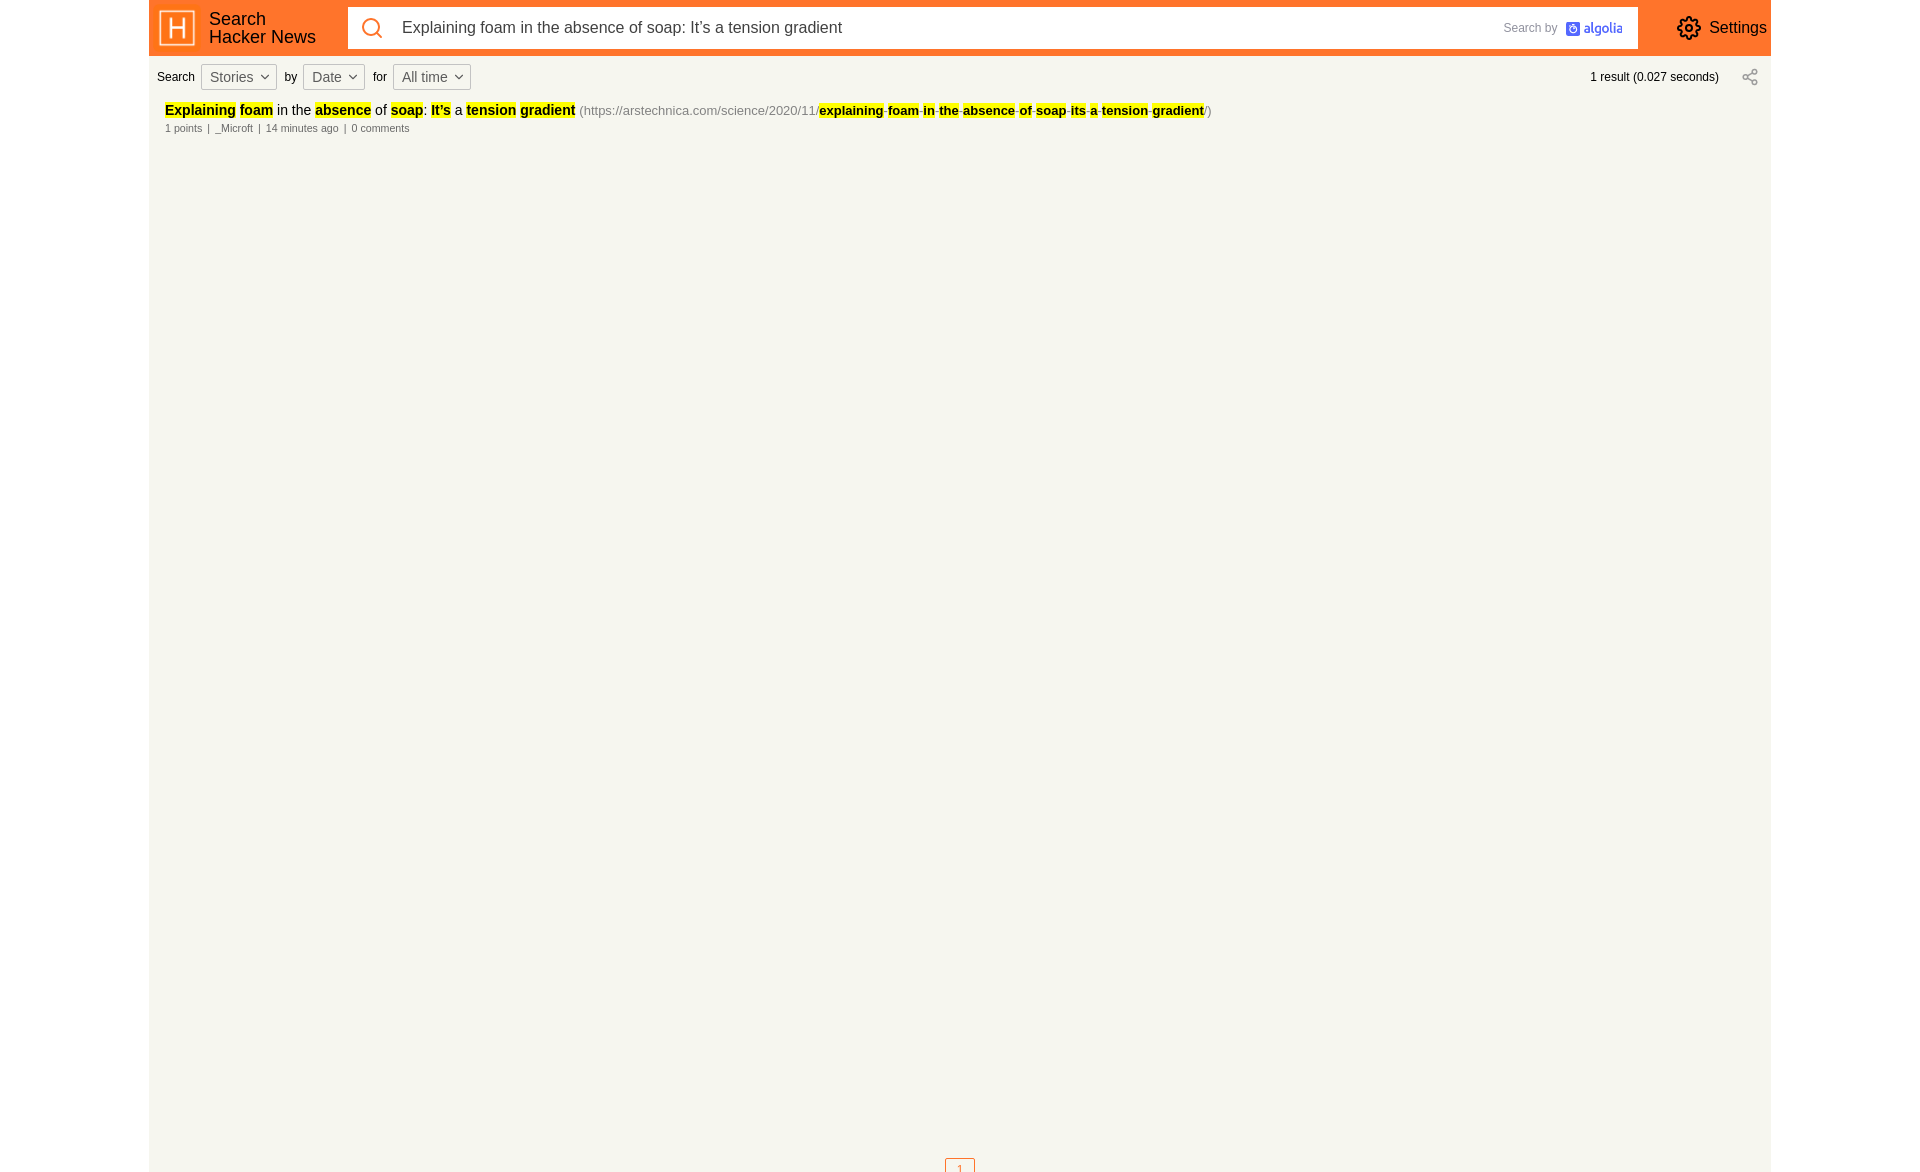 H Search
Hacker News
Explaining foam in the absence of soap: It’s a tension gradient
Search by algolia
Settings
Search Stories by Date for All time
1 result (0.027 seconds)
Explaining foam in the absence of soap: It’s a tension gradient (https://arstechnica.com/science/2020/11/explaining-foam-in-the-absence-of-soap-its-a-tension-gradient/)
1 points | _Microft | 14 minutes ago | 0 comments
1